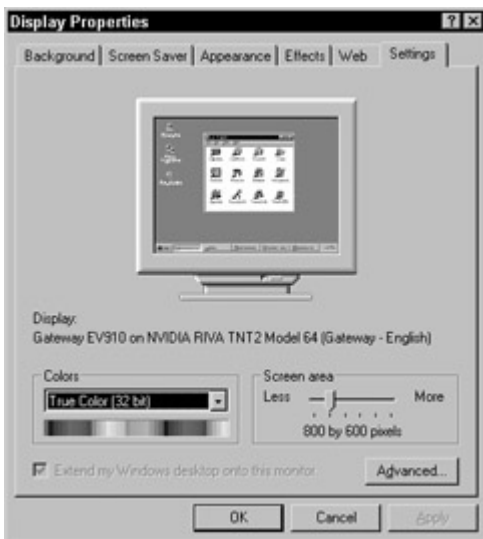 Display Properties
Background Screen Saver Appearance Effects Web Settings
Display:
Gateway EV910 on NVIDIA RIVA TNT2 Model 64 (Gateway - English)
Colors
True Color (32 bit)
Screen area
Less More
800 by 600 pixels
Extend my Windows desktop onto this monitor.
Advanced...
OK Cancel Apply